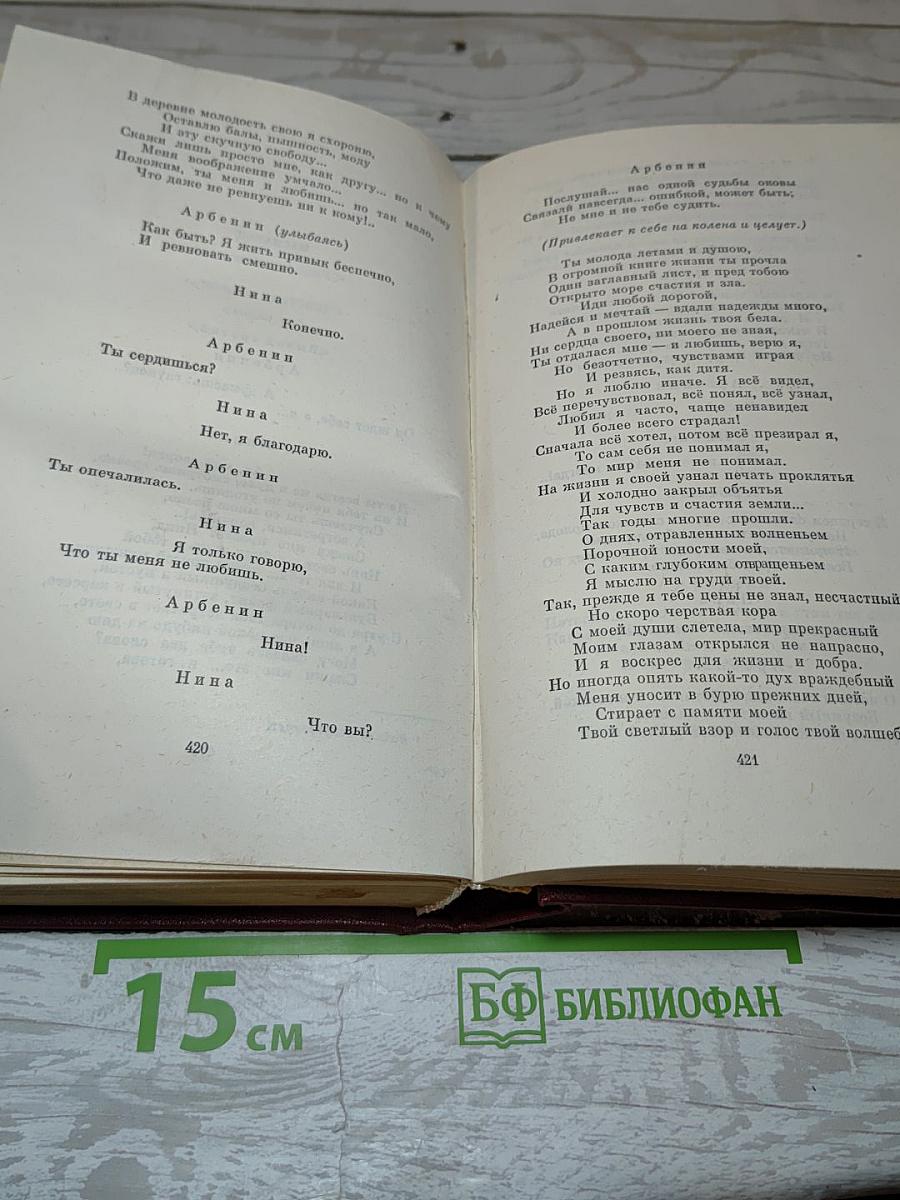 В деревне молодость свою я схороню,
Оставлю балы, пышность, моду
И эту скучную свободу...
Скажи лишь просто мне, как другу... но к чему
Меня воображение умчало...
Положим, ты меня и любишь... но так мало,
Что даже не ревнуешь ни к кому!..
Арбенин (улыбаясь)
Как быть? Я жить привык беспечно,
И ревновать смешно.
Нина
Конечно.
Арбенин
Ты сердишься?
Нина
Нет, я благодарю.
Арбенин
Ты опечалилась.
Нина
Я только говорю,
Что ты меня не любишь.
Арбенин
Нина!
Нина
Что вы?
420
Арбенин
Послушай... нас одной судьбы оковы
Связали навсегда... ошибкой, может быть;
Не мне и не тебе судить.
(Привлекает к себе на колена и целует.)
Ты молода летами и душою,
В огромной книге жизни ты прочла
Один заглавный лист, и пред тобою
Открыто море счастия и зла.
Иди любой дорогой,
Надейся и мечтай — вдали надежды много,
А в прошлом жизнь твоя бела.
Ни сердца своего, ни моего не зная,
Ты отдалася мне — и любишь, верю я,
Но безотчетно, чувствами играя
И резвясь, как дитя.
Но я люблю иначе. Я всё видел,
Всё перечувствовал, всё понял, всё узнал,
Любил я часто, чаще ненавидел
И более всего страдал!
Сначала всё хотел, потом всё презирал я,
То сам себя не понимал я,
То мир меня не понимал.
На жизни я своей узнал печать проклятья
И холодно закрыл объятья
Для чувств и счастия земли...
Так годы многие прошли.
О днях, отравленных волненьем
Порочной юности моей,
С каким глубоким отвращеньем
Я мыслю на груди твоей.
Так, прежде я тебе цены не знал, несчастный
Но скоро черствая кора
С моей души слетела, мир прекрасный
Моим глазам открылся не напрасно,
И я воскрес для жизни и добра.
Но иногда опять какой-то дух враждебный
Меня уносит в бурю прежних дней,
Стирает с памяти моей
Твой светлый взор и голос твой волшеб
421
15 см
БФ БИБЛИОФАН